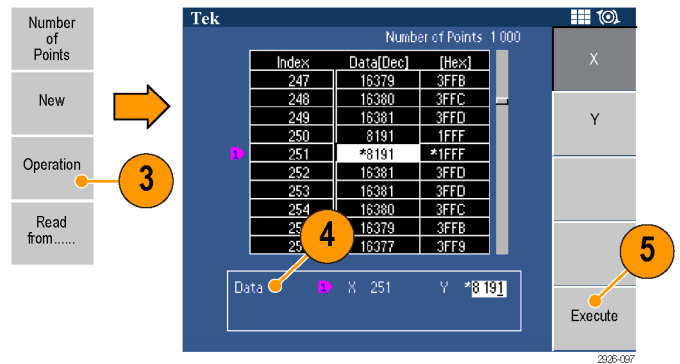 Number
of
Points
New
Operation
3
Read
from......
Tek
Number of Points 1 000
Index Data[Dec] [Hex]
247 16379 3FFB
248 16380 3FFC
249 16381 3FFD
250 8191 1FFF
1 251 *8191 *1FFF
252 16381 3FFD
253 16381 3FFD
254 16380 3FFC
25 16379 3FFB
25 16377 3FF9
4
Data 1 X 251 Y *8 191
X
Y
5
Execute
2926-097